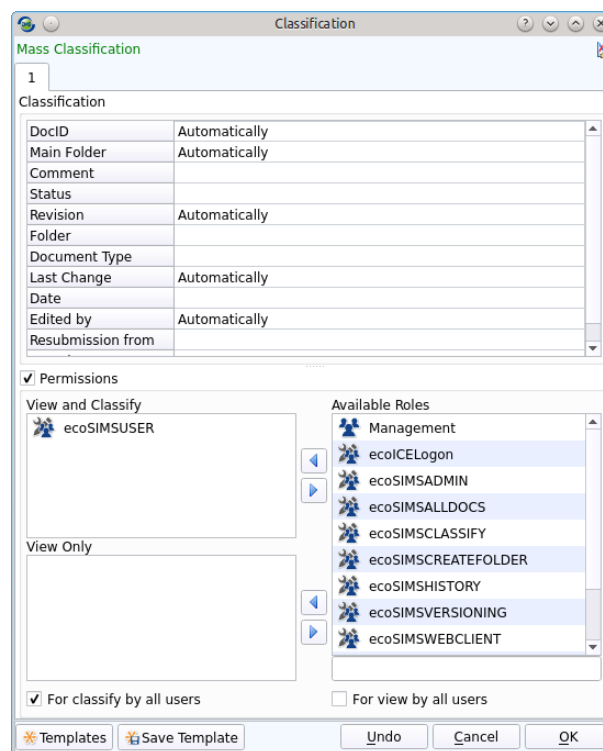 Classification
Mass Classification
1
Classification
DocID Automatically
Main Folder Automatically
Comment
Status
Revision Automatically
Folder
Document Type
Last Change Automatically
Date
Edited by Automatically
Resubmission from
Permissions
View and Classify
ecoSIMSUSER
View Only
For classify by all users
Available Roles
Management
ecoICELogon
ecoSIMSADMIN
ecoSIMSALLDOCS
ecoSIMSCLASSIFY
ecoSIMSCREATEFOLDER
ecoSIMSHISTORY
ecoSIMSVERSIONING
ecoSIMSWEBCLIENT
For view by all users
Templates Save Template Undo Cancel OK